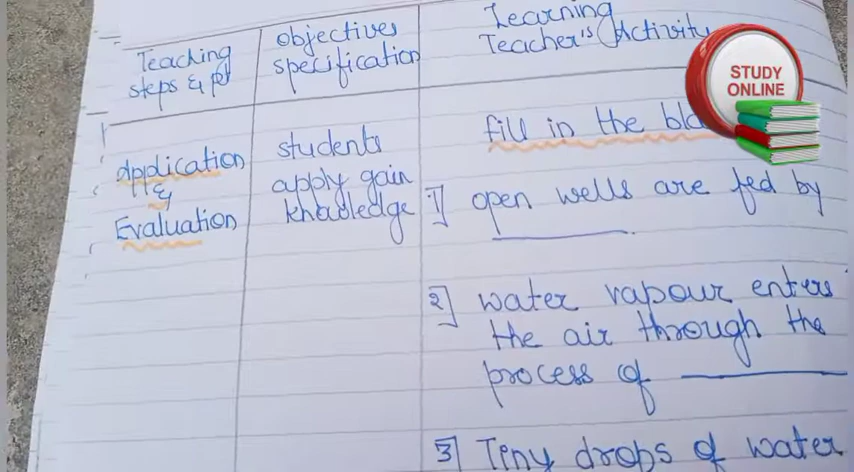 Teaching
steps & pt
objectives
specification
Learning
Teacher's Activity
STUDY
ONLINE
Application
&
Evaluation
students
apply gain
knowledge
fill in the
1] open wells are fed by
2] water vapour enters
the air through the
process of
3] Tiny drops of water